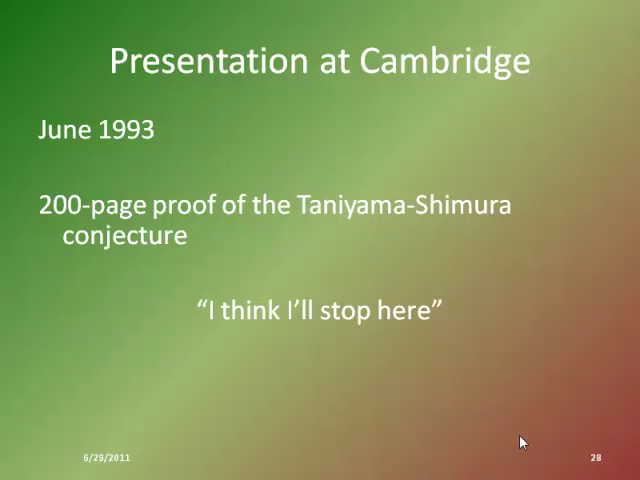 Presentation at Cambridge
June 1993
200-page proof of the Taniyama-Shimura
conjecture
“I think I’ll stop here”
6/29/2011
28